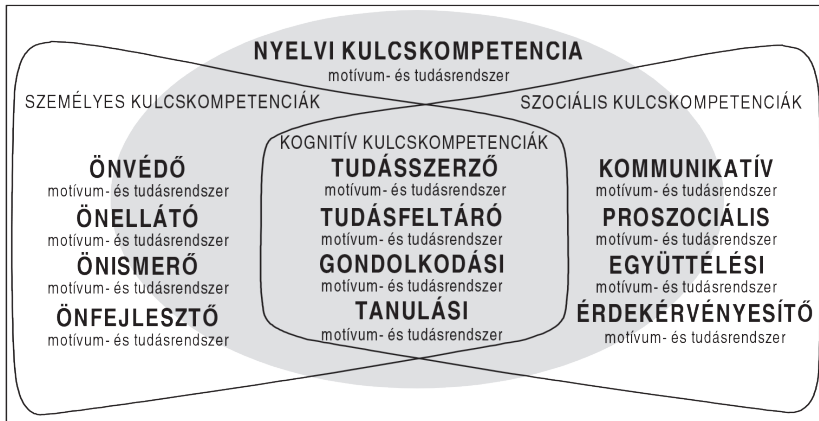 NYELVI KULCSKOMPETENCIA
motívum- és tudásrendszer
SZEMÉLYES KULCSKOMPETENCIÁK
SZOCIÁLIS KULCSKOMPETENCIÁK
KOGNITÍV KULCSKOMPETENCIÁK
ÖNVÉDŐ
motívum- és tudásrendszer
ÖNELLÁTÓ
motívum- és tudásrendszer
ÖNISMERŐ
motívum- és tudásrendszer
ÖNFEJLESZTŐ
motívum- és tudásrendszer
TUDÁSSZERZŐ
motívum- és tudásrendszer
TUDÁSFELTÁRÓ
motívum- és tudásrendszer
GONDOLKODÁSI
motívum- és tudásrendszer
TANULÁSI
motívum- és tudásrendszer
KOMMUNIKATÍV
motívum- és tudásrendszer
PROSZOCIÁLIS
motívum- és tudásrendszer
EGYÜTTÉLÉSI
motívum- és tudásrendszer
ÉRDEKÉRVÉNYESÍTŐ
motívum- és tudásrendszer